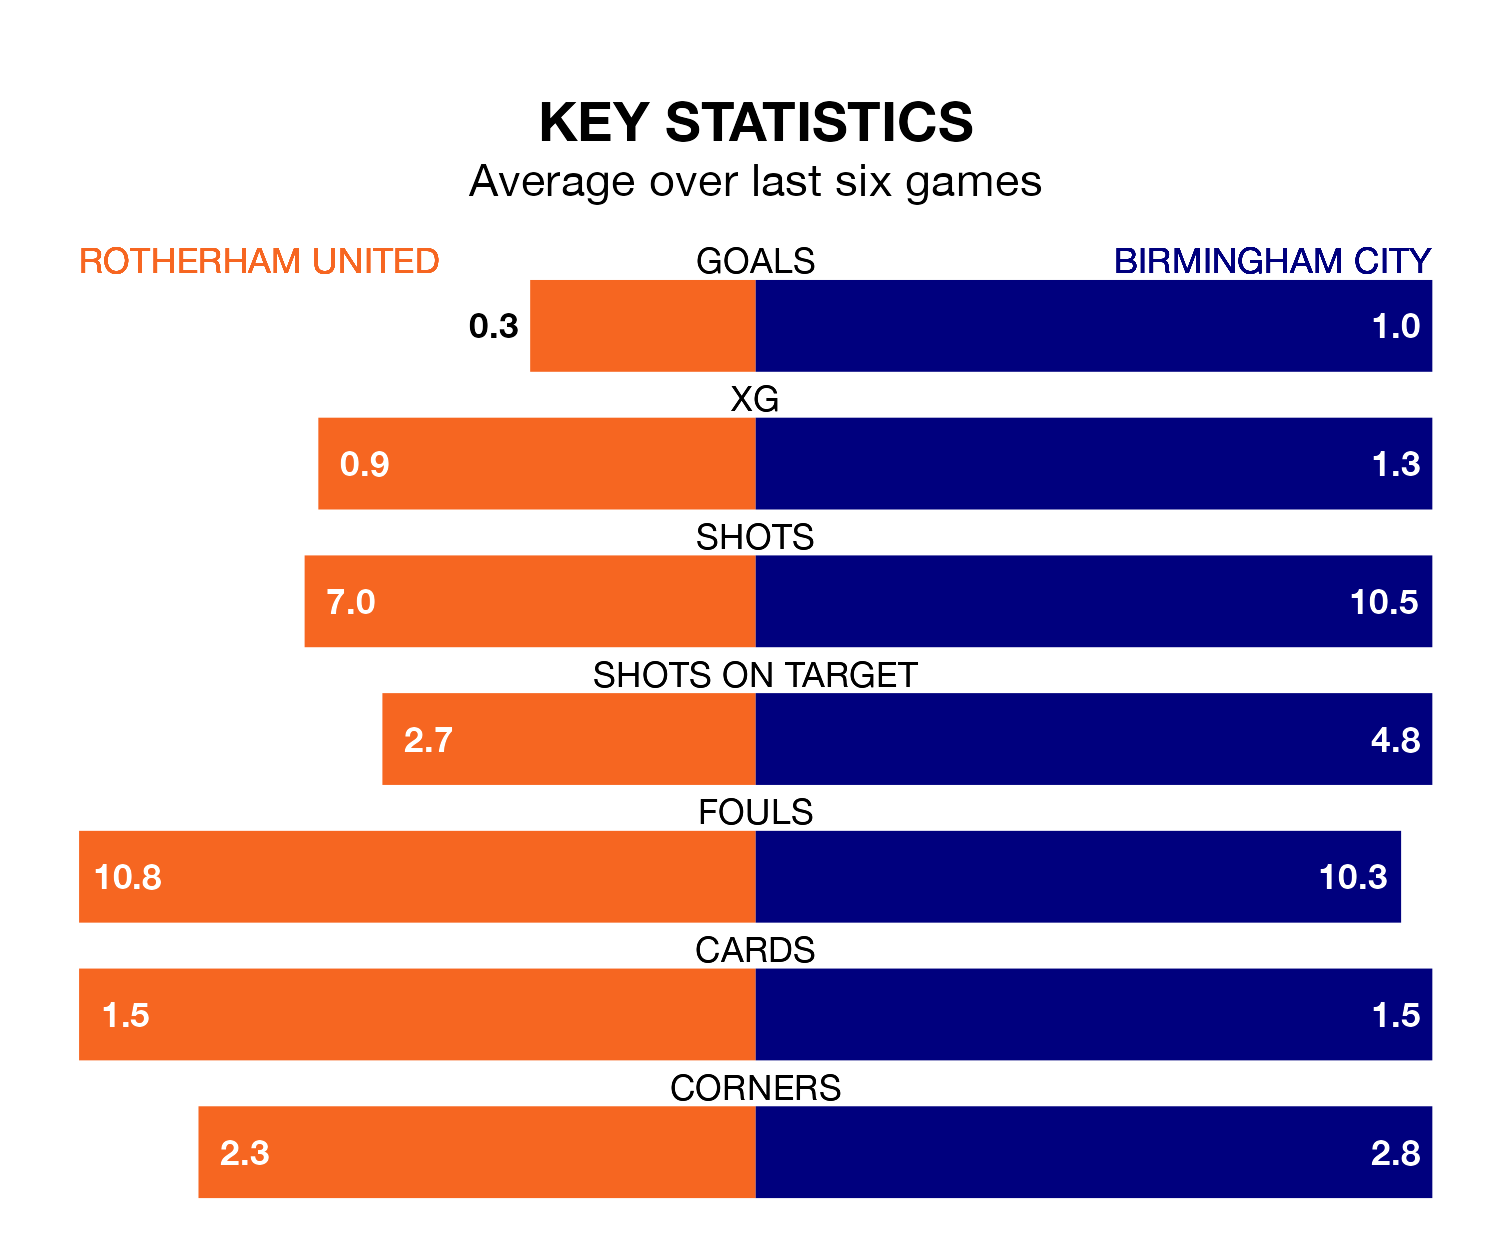 KEY STATISTICS
Average over last six games
ROTHERHAM UNITED GOALS BIRMINGHAM CITY
0.3 1.0
XG
0.9 1.3
SHOTS
7.0 10.5
SHOTS ON TARGET
2.7 4.8
FOULS
10.8 10.3
CARDS
1.5 1.5
CORNERS
2.3 2.8